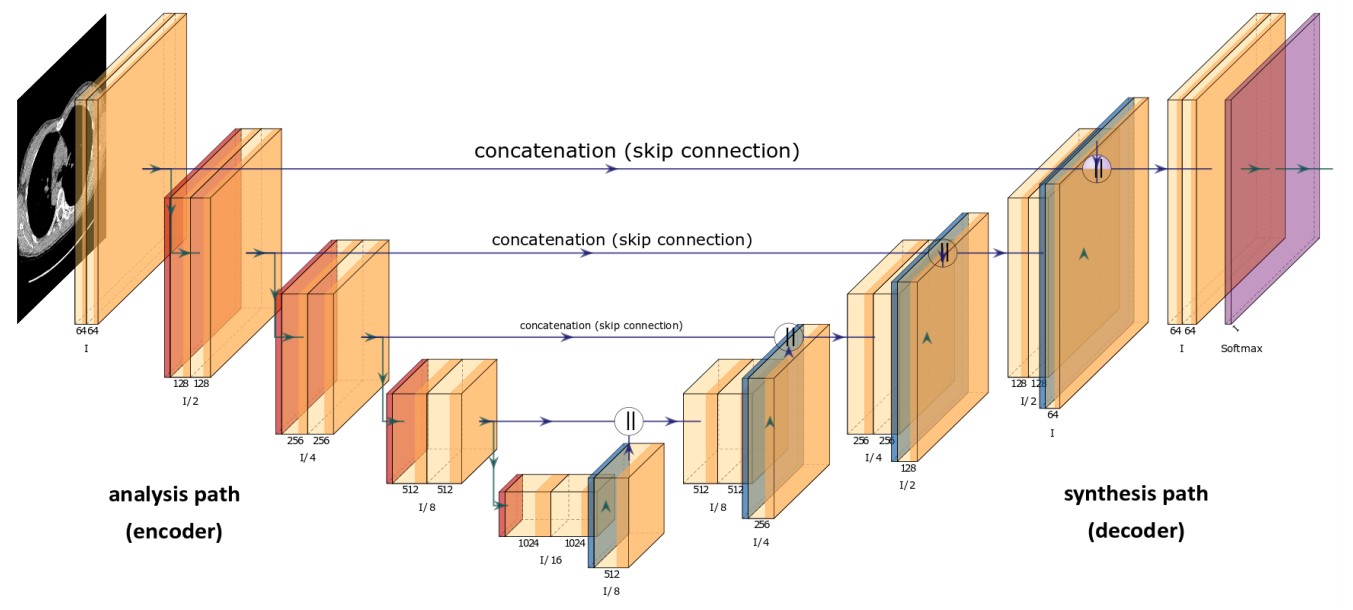 concatenation (skip connection)
concatenation (skip connection)
concatenation (skip connection)
64 64
I
128 128
I/2
256 256
I/4
512 512
I/8
1024 1024
I/16
512
I/8
512 512
I/8
256
I/4
256 256
I/4
128
I/2
128 128
I/2
64
I
64 64
I
I
Softmax
analysis path
(encoder)
synthesis path
(decoder)
||
||
||
||